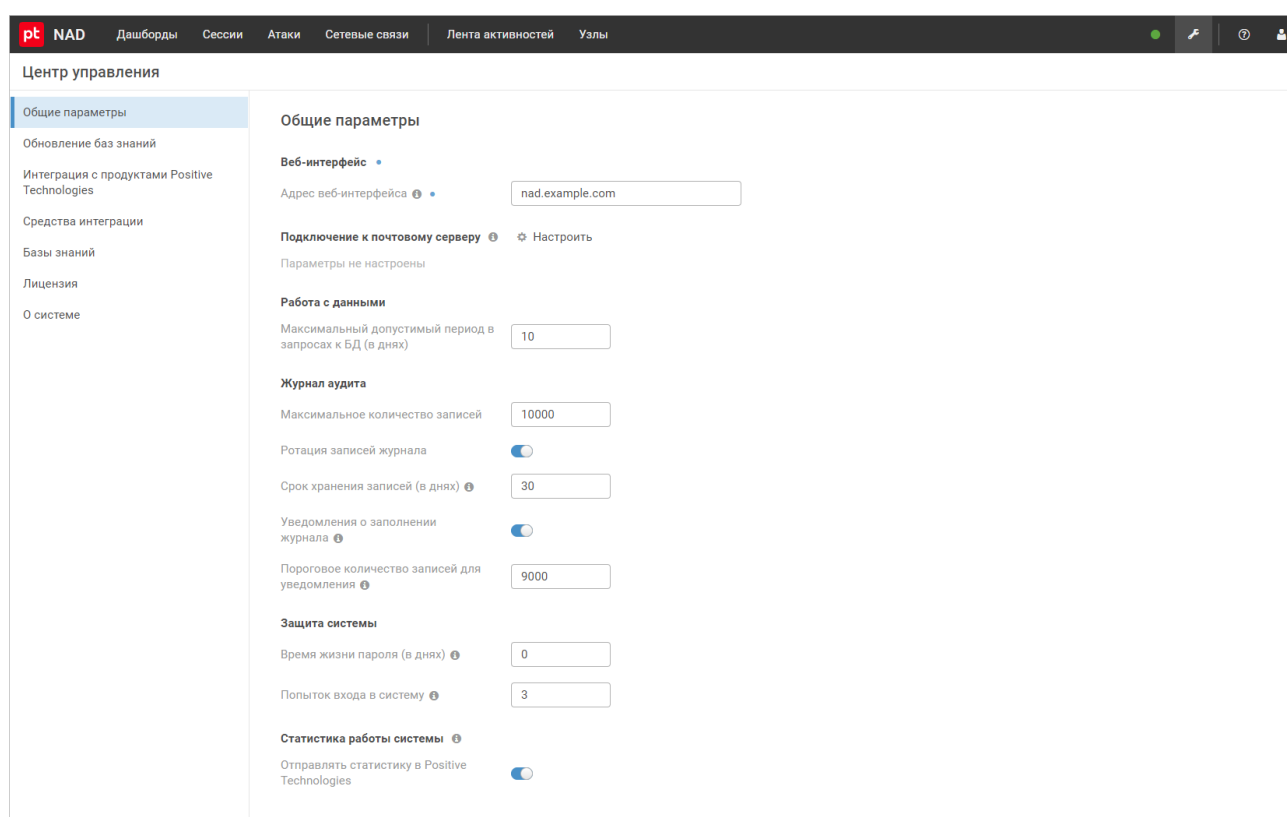 pt NAD Дашборды Сессии Атаки Сетевые связи Лента активностей Узлы
Центр управления
Общие параметры
Обновление баз знаний
Интеграция с продуктами Positive
Technologies
Средства интеграции
Базы знаний
Лицензия
О системе
Общие параметры
Веб-интерфейс
Адрес веб-интерфейса nad.example.com
Подключение к почтовому серверу Настроить
Параметры не настроены
Работа с данными
Максимальный допустимый период в
запросах к БД (в днях) 10
Журнал аудита
Максимальное количество записей 10000
Ротация записей журнала
Срок хранения записей (в днях) 30
Уведомления о заполнении
журнала
Пороговое количество записей для
уведомления 9000
Защита системы
Время жизни пароля (в днях) 0
Попыток входа в систему 3
Статистика работы системы
Отправлять статистику в Positive
Technologies